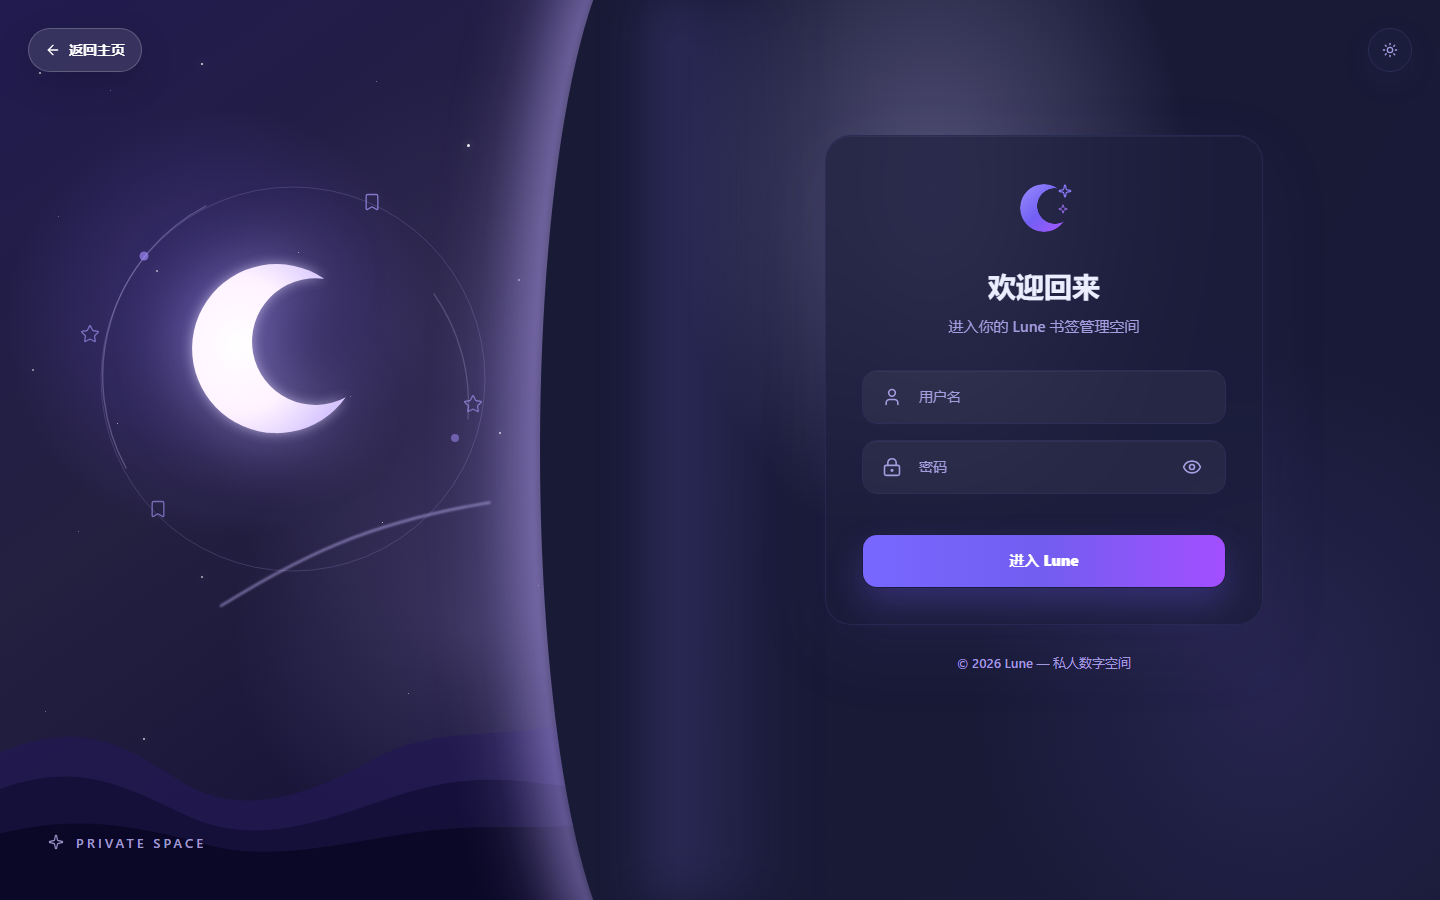 返回主页
欢迎回来
进入你的 Lune 书签管理空间
用户名
密码
进入 Lune
© 2026 Lune — 私人数字空间
PRIVATE SPACE